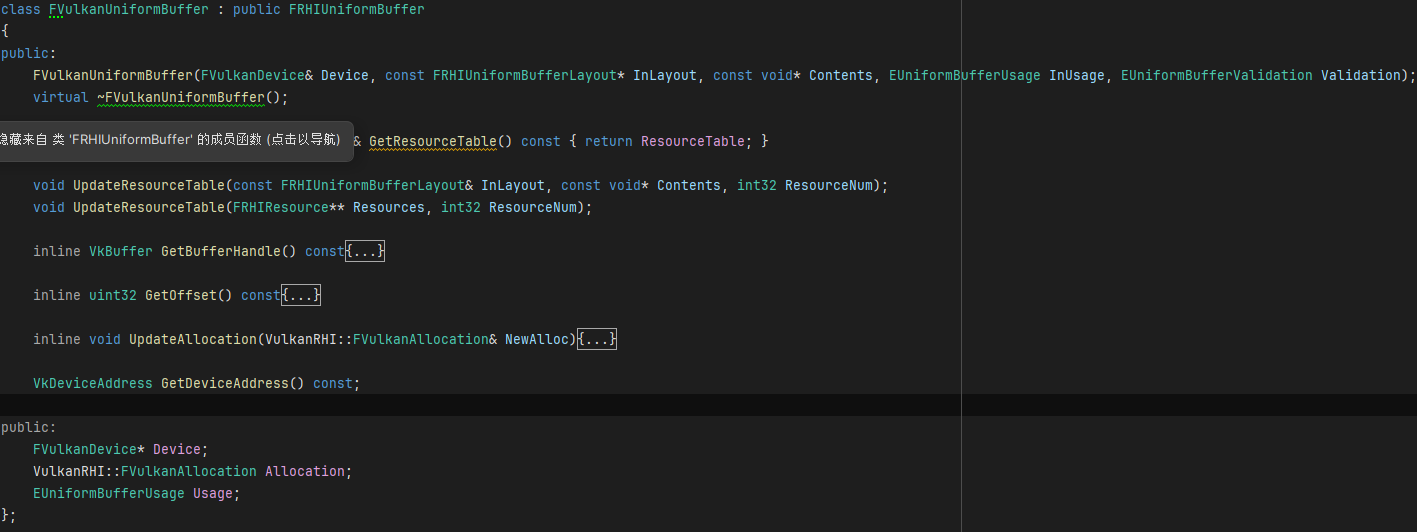 class FVulkanUniformBuffer : public FRHIUniformBuffer
{
public:
FVulkanUniformBuffer(FVulkanDevice& Device, const FRHIUniformBufferLayout* InLayout, const void* Contents, EUniformBufferUsage InUsage, EUniformBufferValidation Validation);
virtual ~FVulkanUniformBuffer();
隐藏来自 类 'FRHIUniformBuffer' 的成员函数 (点击以导航)
& GetResourceTable() const { return ResourceTable; }
void UpdateResourceTable(const FRHIUniformBufferLayout& InLayout, const void* Contents, int32 ResourceNum);
void UpdateResourceTable(FRHIResource** Resources, int32 ResourceNum);
inline VkBuffer GetBufferHandle() const{...}
inline uint32 GetOffset() const{...}
inline void UpdateAllocation(VulkanRHI::FVulkanAllocation& NewAlloc){...}
VkDeviceAddress GetDeviceAddress() const;
public:
FVulkanDevice* Device;
VulkanRHI::FVulkanAllocation Allocation;
EUniformBufferUsage Usage;
};